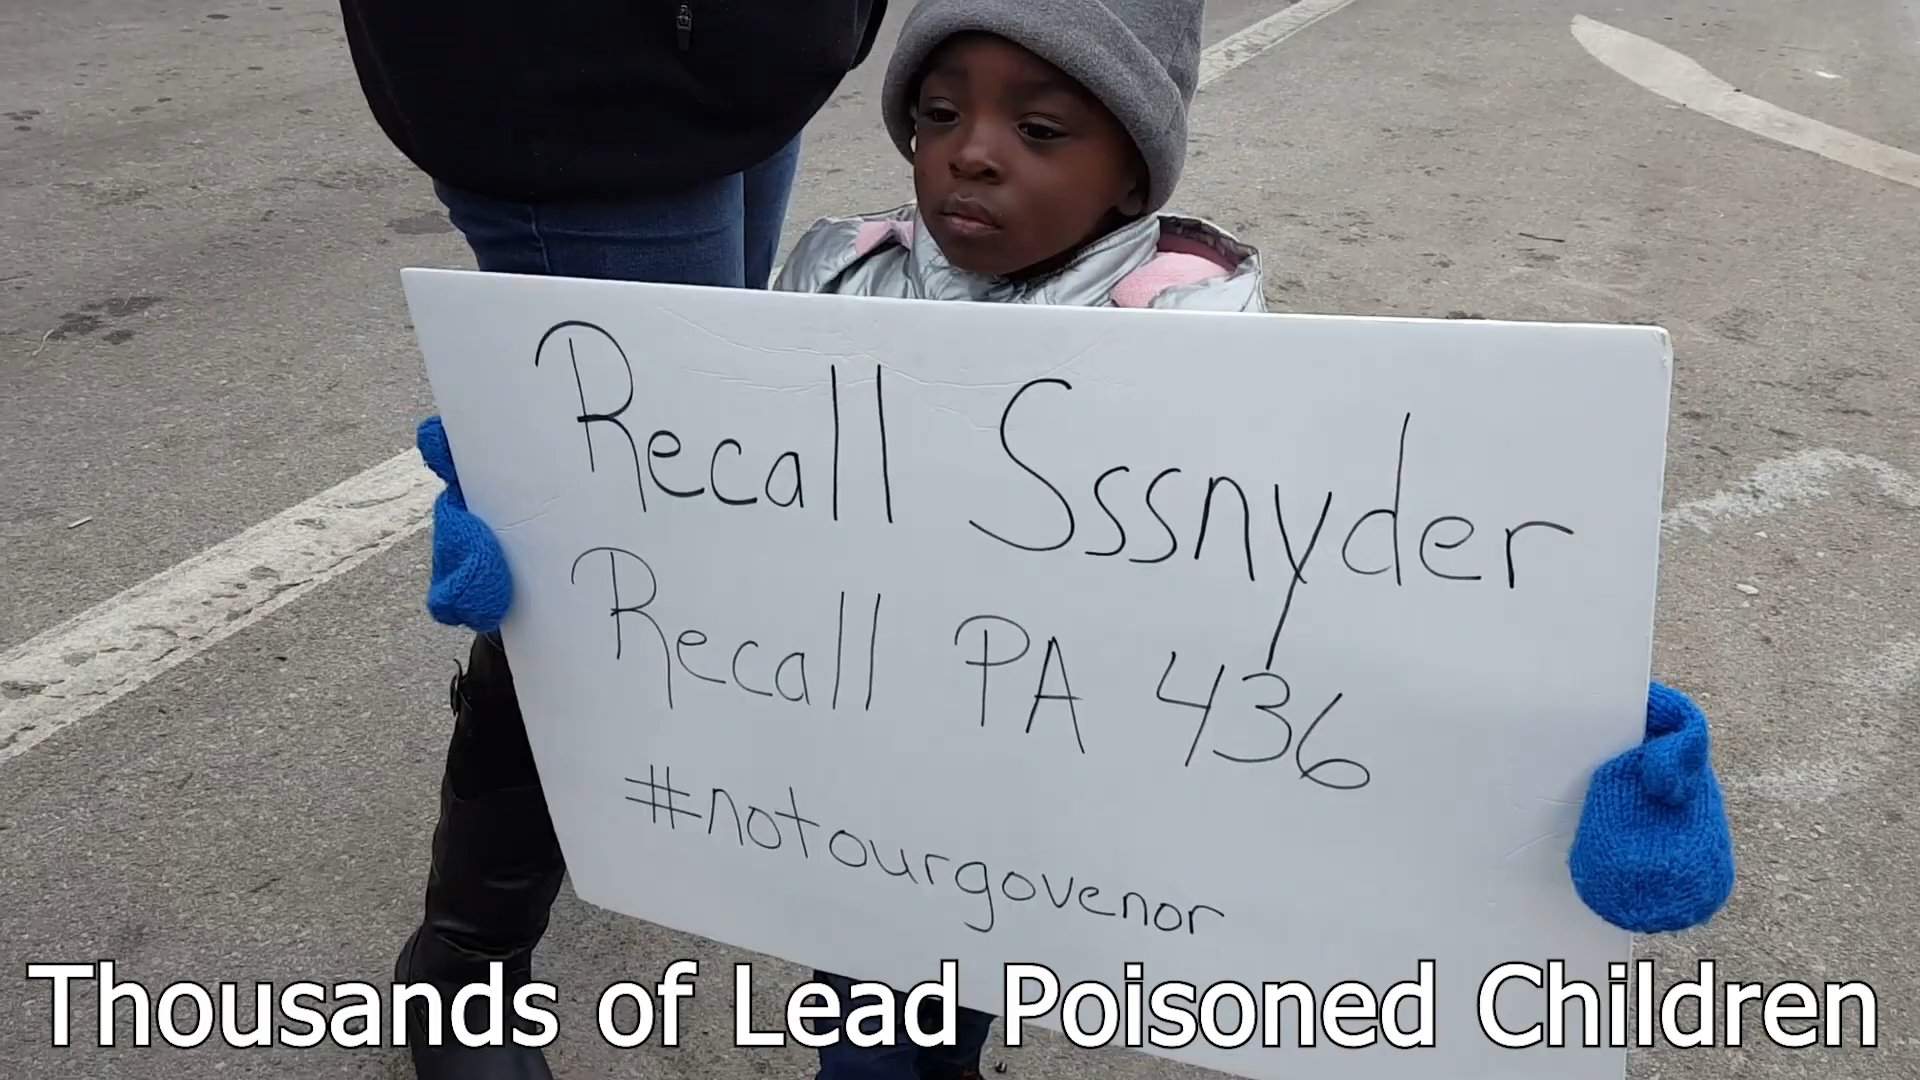 Recall Sssnyder
Recall PA 436
#notourgovenor
Thousands of Lead Poisoned Children